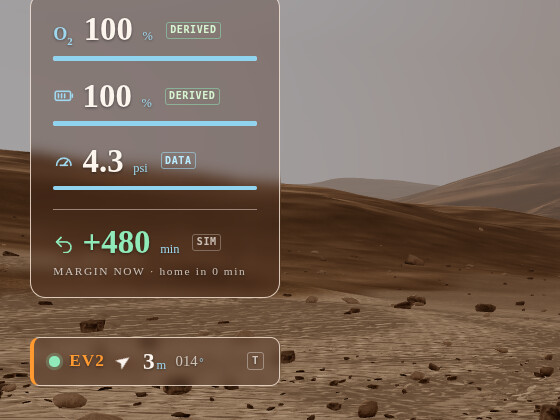 O₂ 100 % DERIVED
100 % DERIVED
4.3 psi DATA
+480 min SIM
MARGIN NOW · home in 0 min
EV2 3 m 014° T